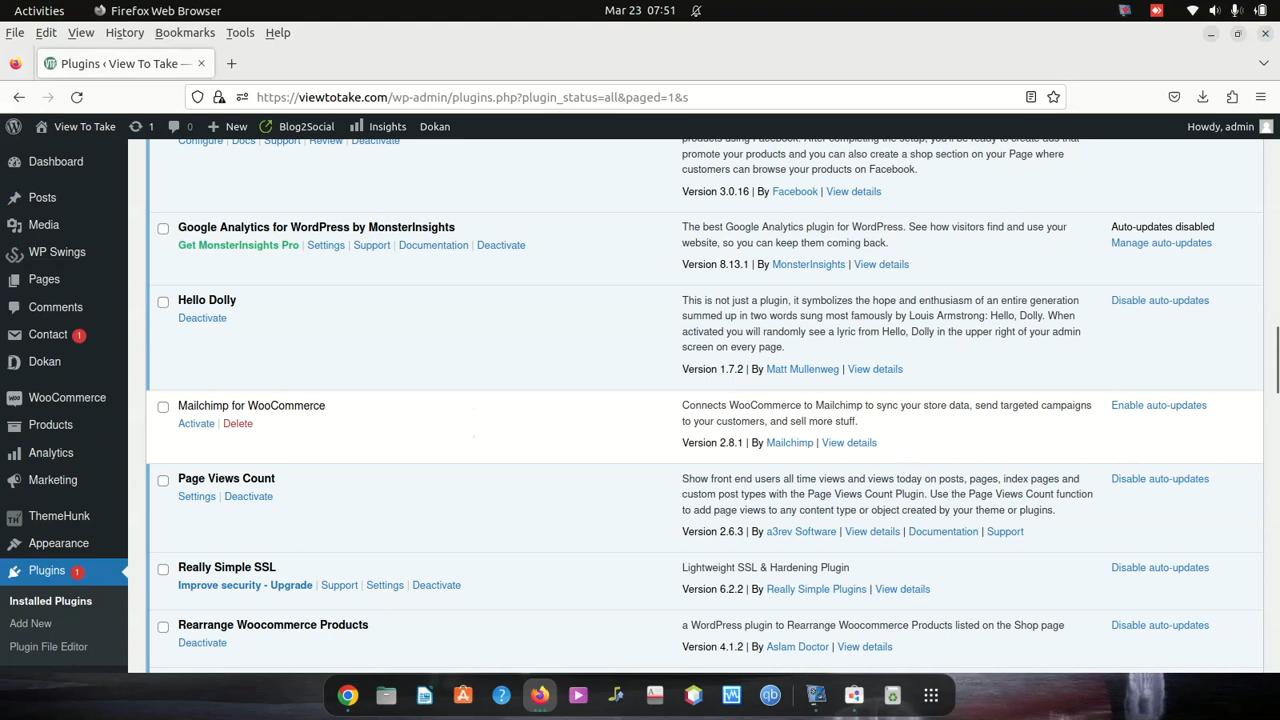 Activities Firefox Web Browser Mar 23 07:51
File Edit View History Bookmarks Tools Help
Plugins ‹ View To Take —
https://viewtotake.com/wp-admin/plugins.php?plugin_status=all&paged=1&s
View To Take 1 0 New Blog2Social Insights Dokan Howdy, admin
Dashboard
Posts
Media
WP Swings
Pages
Comments
Contact 1
Dokan
WooCommerce
Products
Analytics
Marketing
ThemeHunk
Appearance
Plugins 1
Installed Plugins
Add New
Plugin File Editor
Configure | Docs | Support | Review | Deactivate
products using Facebook. After completing the setup, you'll be ready to create ads that
promote your products and you can also create a shop section on your Page where
customers can browse your products on Facebook.
Version 3.0.16 | By Facebook | View details
Google Analytics for WordPress by MonsterInsights
Get MonsterInsights Pro | Settings | Support | Documentation | Deactivate
The best Google Analytics plugin for WordPress. See how visitors find and use your
website, so you can keep them coming back.
Version 8.13.1 | By MonsterInsights | View details
Auto-updates disabled
Manage auto-updates
Hello Dolly
Deactivate
This is not just a plugin, it symbolizes the hope and enthusiasm of an entire generation
summed up in two words sung most famously by Louis Armstrong: Hello, Dolly. When
activated you will randomly see a lyric from Hello, Dolly in the upper right of your admin
screen on every page.
Version 1.7.2 | By Matt Mullenweg | View details
Disable auto-updates
Mailchimp for WooCommerce
Activate | Delete
Connects WooCommerce to Mailchimp to sync your store data, send targeted campaigns
to your customers, and sell more stuff.
Version 2.8.1 | By Mailchimp | View details
Enable auto-updates
Page Views Count
Settings | Deactivate
Show front end users all time views and views today on posts, pages, index pages and
custom post types with the Page Views Count Plugin. Use the Page Views Count function
to add page views to any content type or object created by your theme or plugins.
Version 2.6.3 | By a3rev Software | View details | Documentation | Support
Disable auto-updates
Really Simple SSL
Improve security - Upgrade | Support | Settings | Deactivate
Lightweight SSL & Hardening Plugin
Version 6.2.2 | By Really Simple Plugins | View details
Disable auto-updates
Rearrange Woocommerce Products
Deactivate
a WordPress plugin to Rearrange Woocommerce Products listed on the Shop page
Version 4.1.2 | By Aslam Doctor | View details
Disable auto-updates